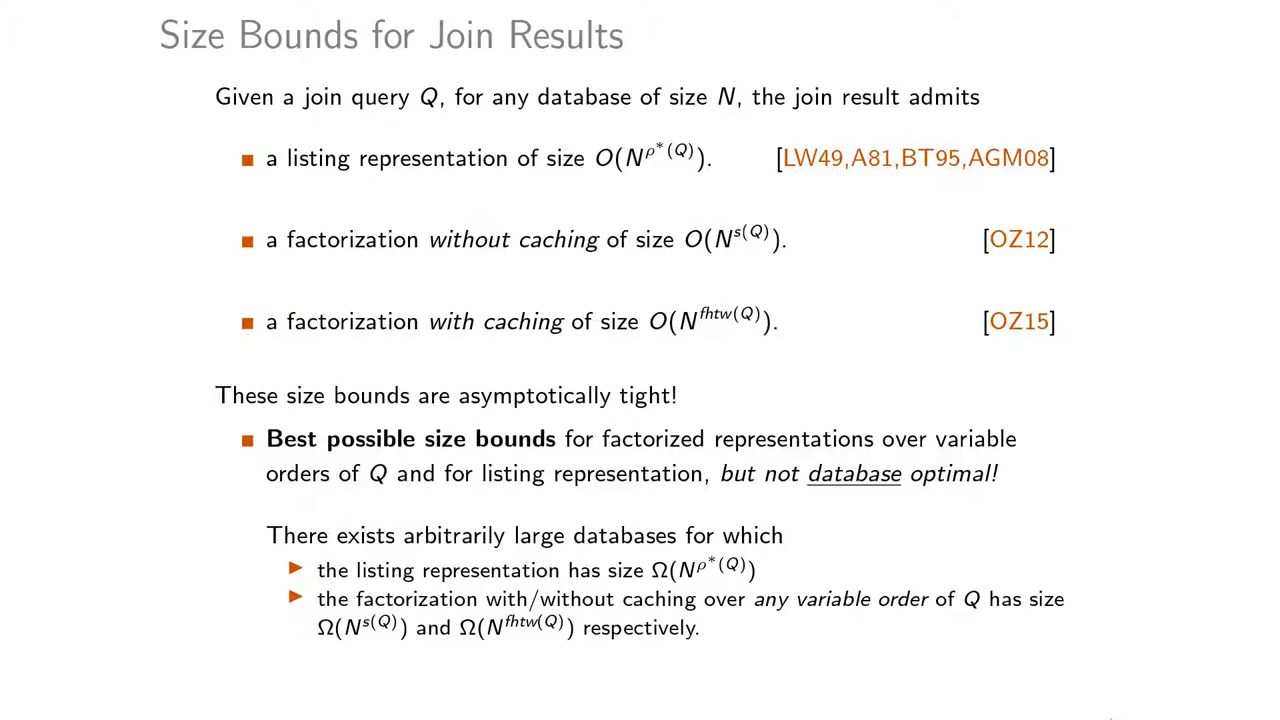 Size Bounds for Join Results
Given a join query Q, for any database of size N, the join result admits
■ a listing representation of size O(N^ρ*(Q)). [LW49,A81,BT95,AGM08]
■ a factorization without caching of size O(N^s(Q)). [OZ12]
■ a factorization with caching of size O(N^fhtw(Q)). [OZ15]
These size bounds are asymptotically tight!
■ Best possible size bounds for factorized representations over variable
orders of Q and for listing representation, but not database optimal!
There exists arbitrarily large databases for which
▶ the listing representation has size Ω(N^ρ*(Q))
▶ the factorization with/without caching over any variable order of Q has size
Ω(N^s(Q)) and Ω(N^fhtw(Q)) respectively.